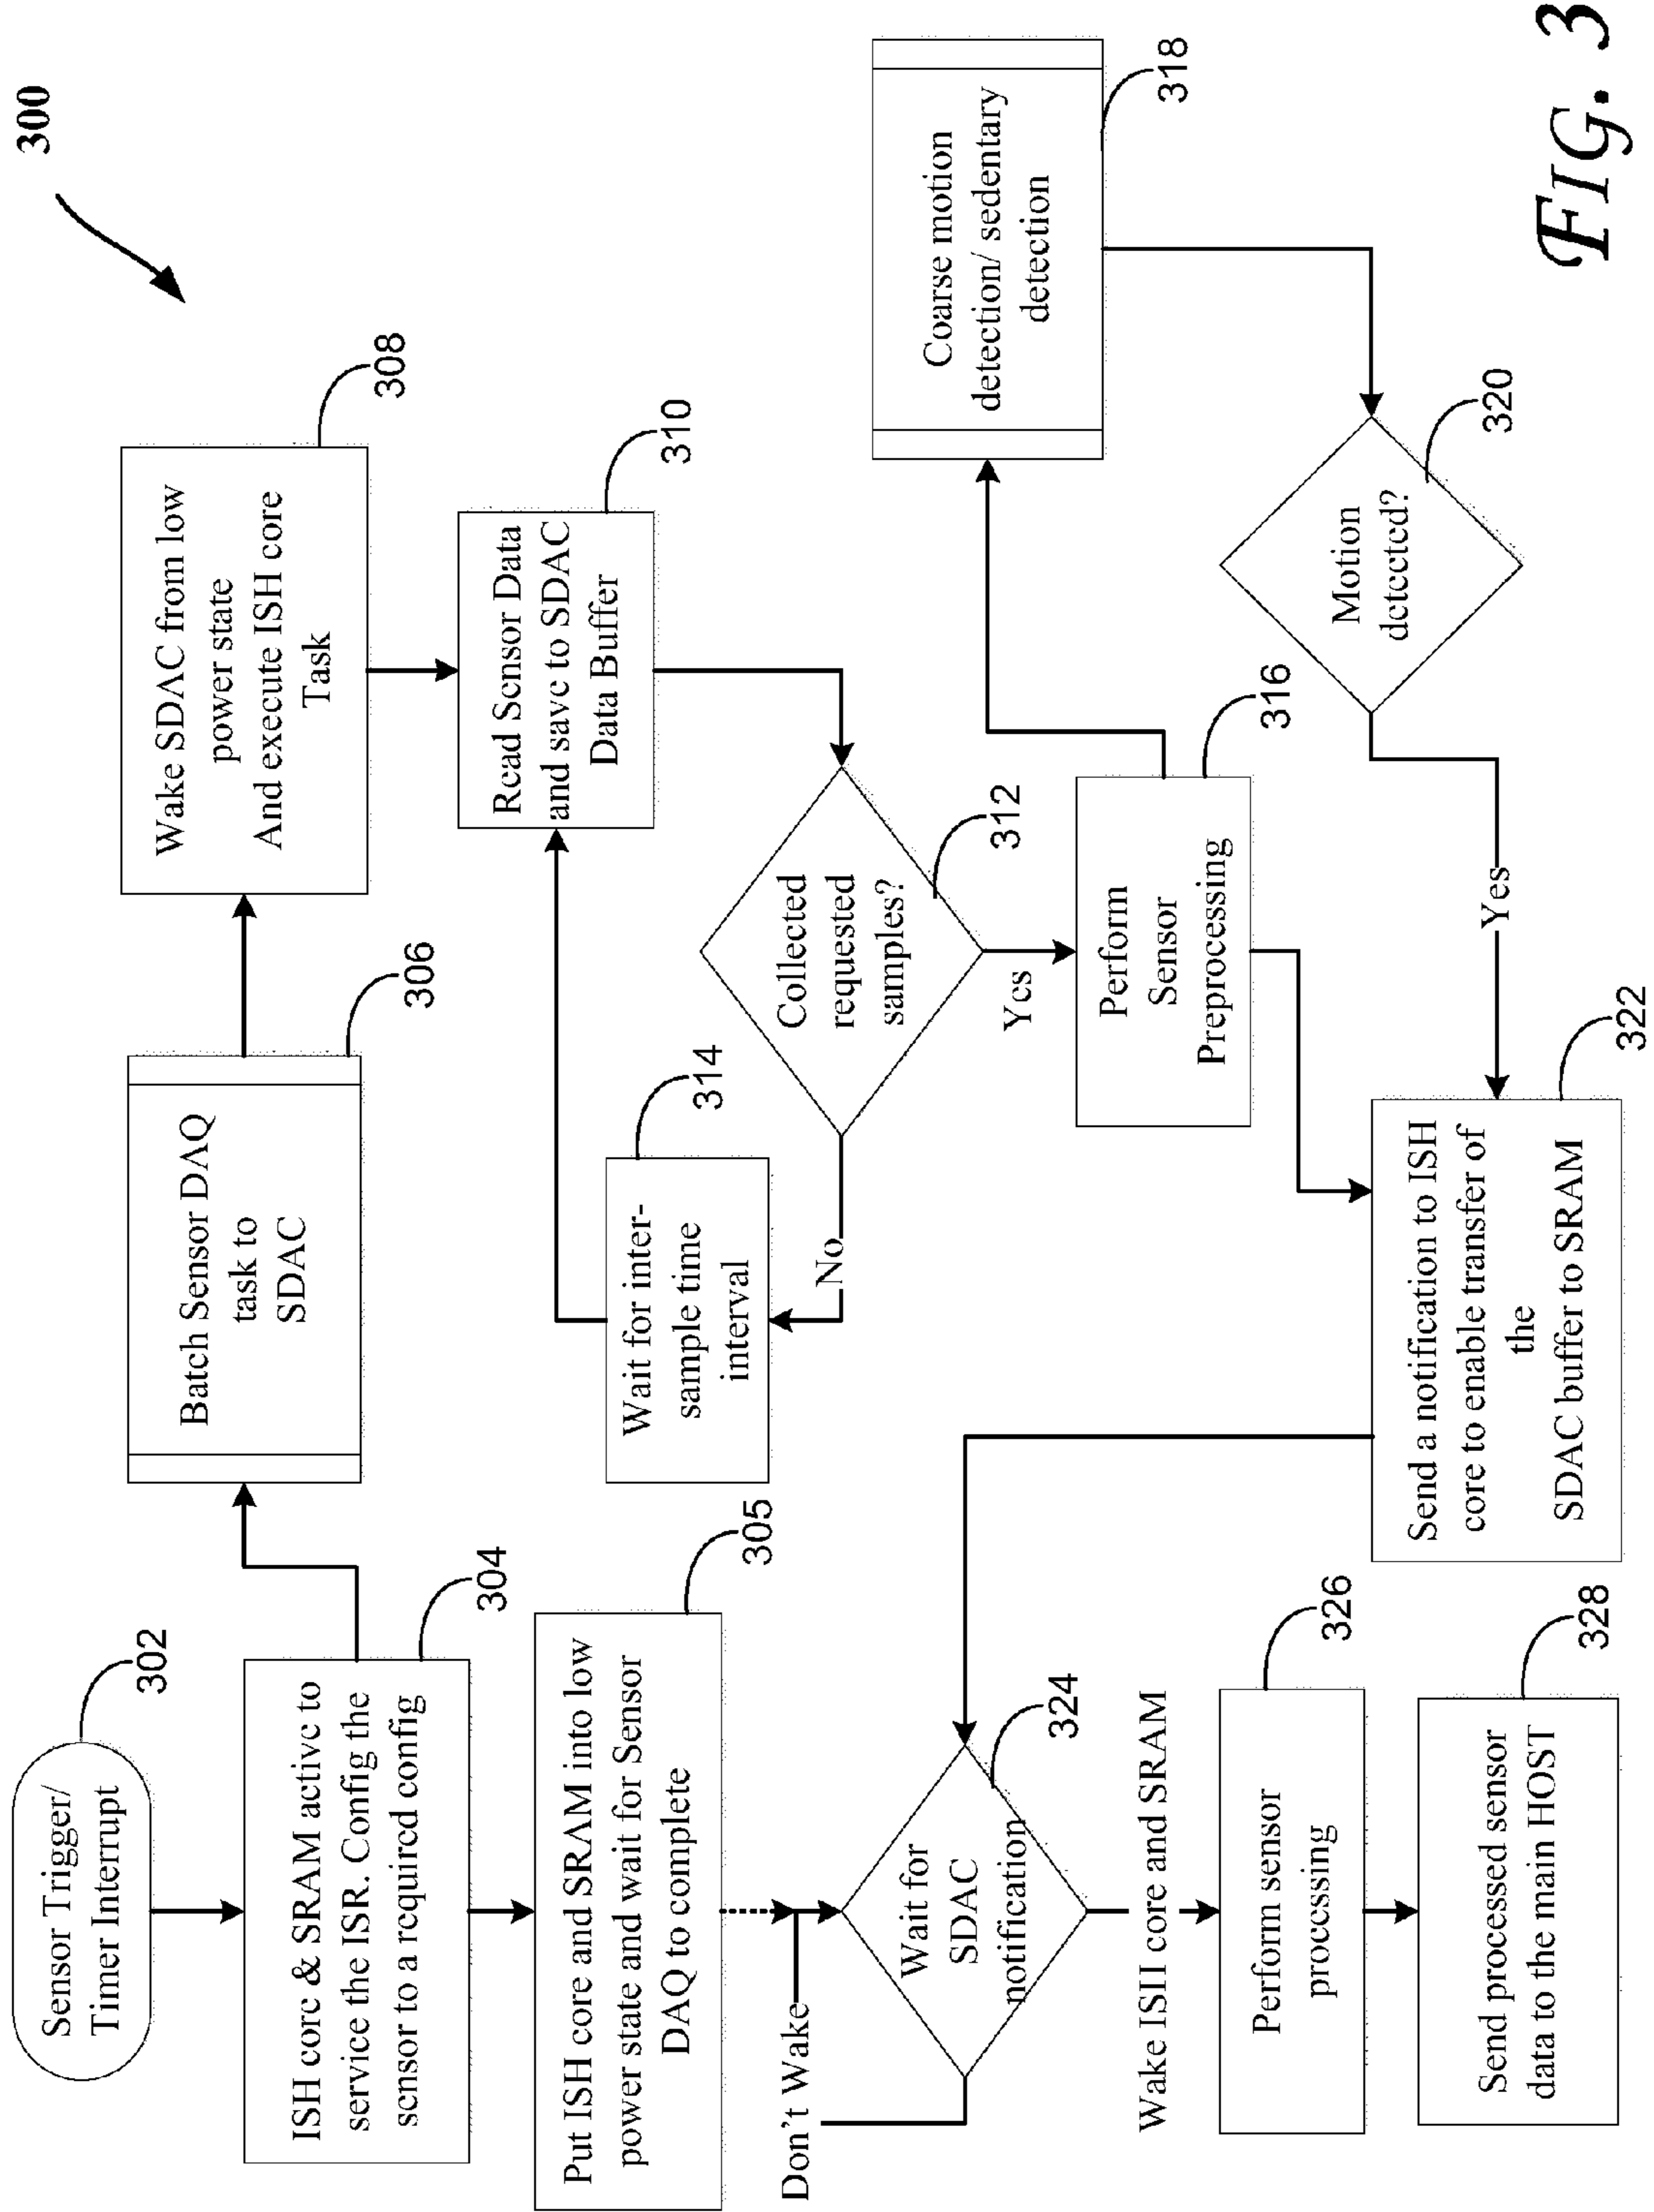 300
Sensor Trigger/
Timer Interrupt
302
ISH core & SRAM active to
service the ISR. Config the
sensor to a required config
304
Put ISH core and SRAM into low
power state and wait for Sensor
DAQ to complete
305
Batch Sensor DAQ
task to
SDAC
306
Wake SDAC from low
power state
And execute ISH core
Task
308
Read Sensor Data
and save to SDAC
Data Buffer
310
Collected
requested
samples?
312
No
Wait for inter-
sample time
interval
314
Yes
Perform
Sensor
Preprocessing
316
Coarse motion
detection/ sedentary
detection
318
Motion
detected?
320
Yes
Send a notification to ISH
core to enable transfer of
the
SDAC buffer to SRAM
322
Don't Wake
Wait for
SDAC
notification
324
Wake ISH core and SRAM
Perform sensor
processing
326
Send processed sensor
data to the main HOST
328
FIG. 3